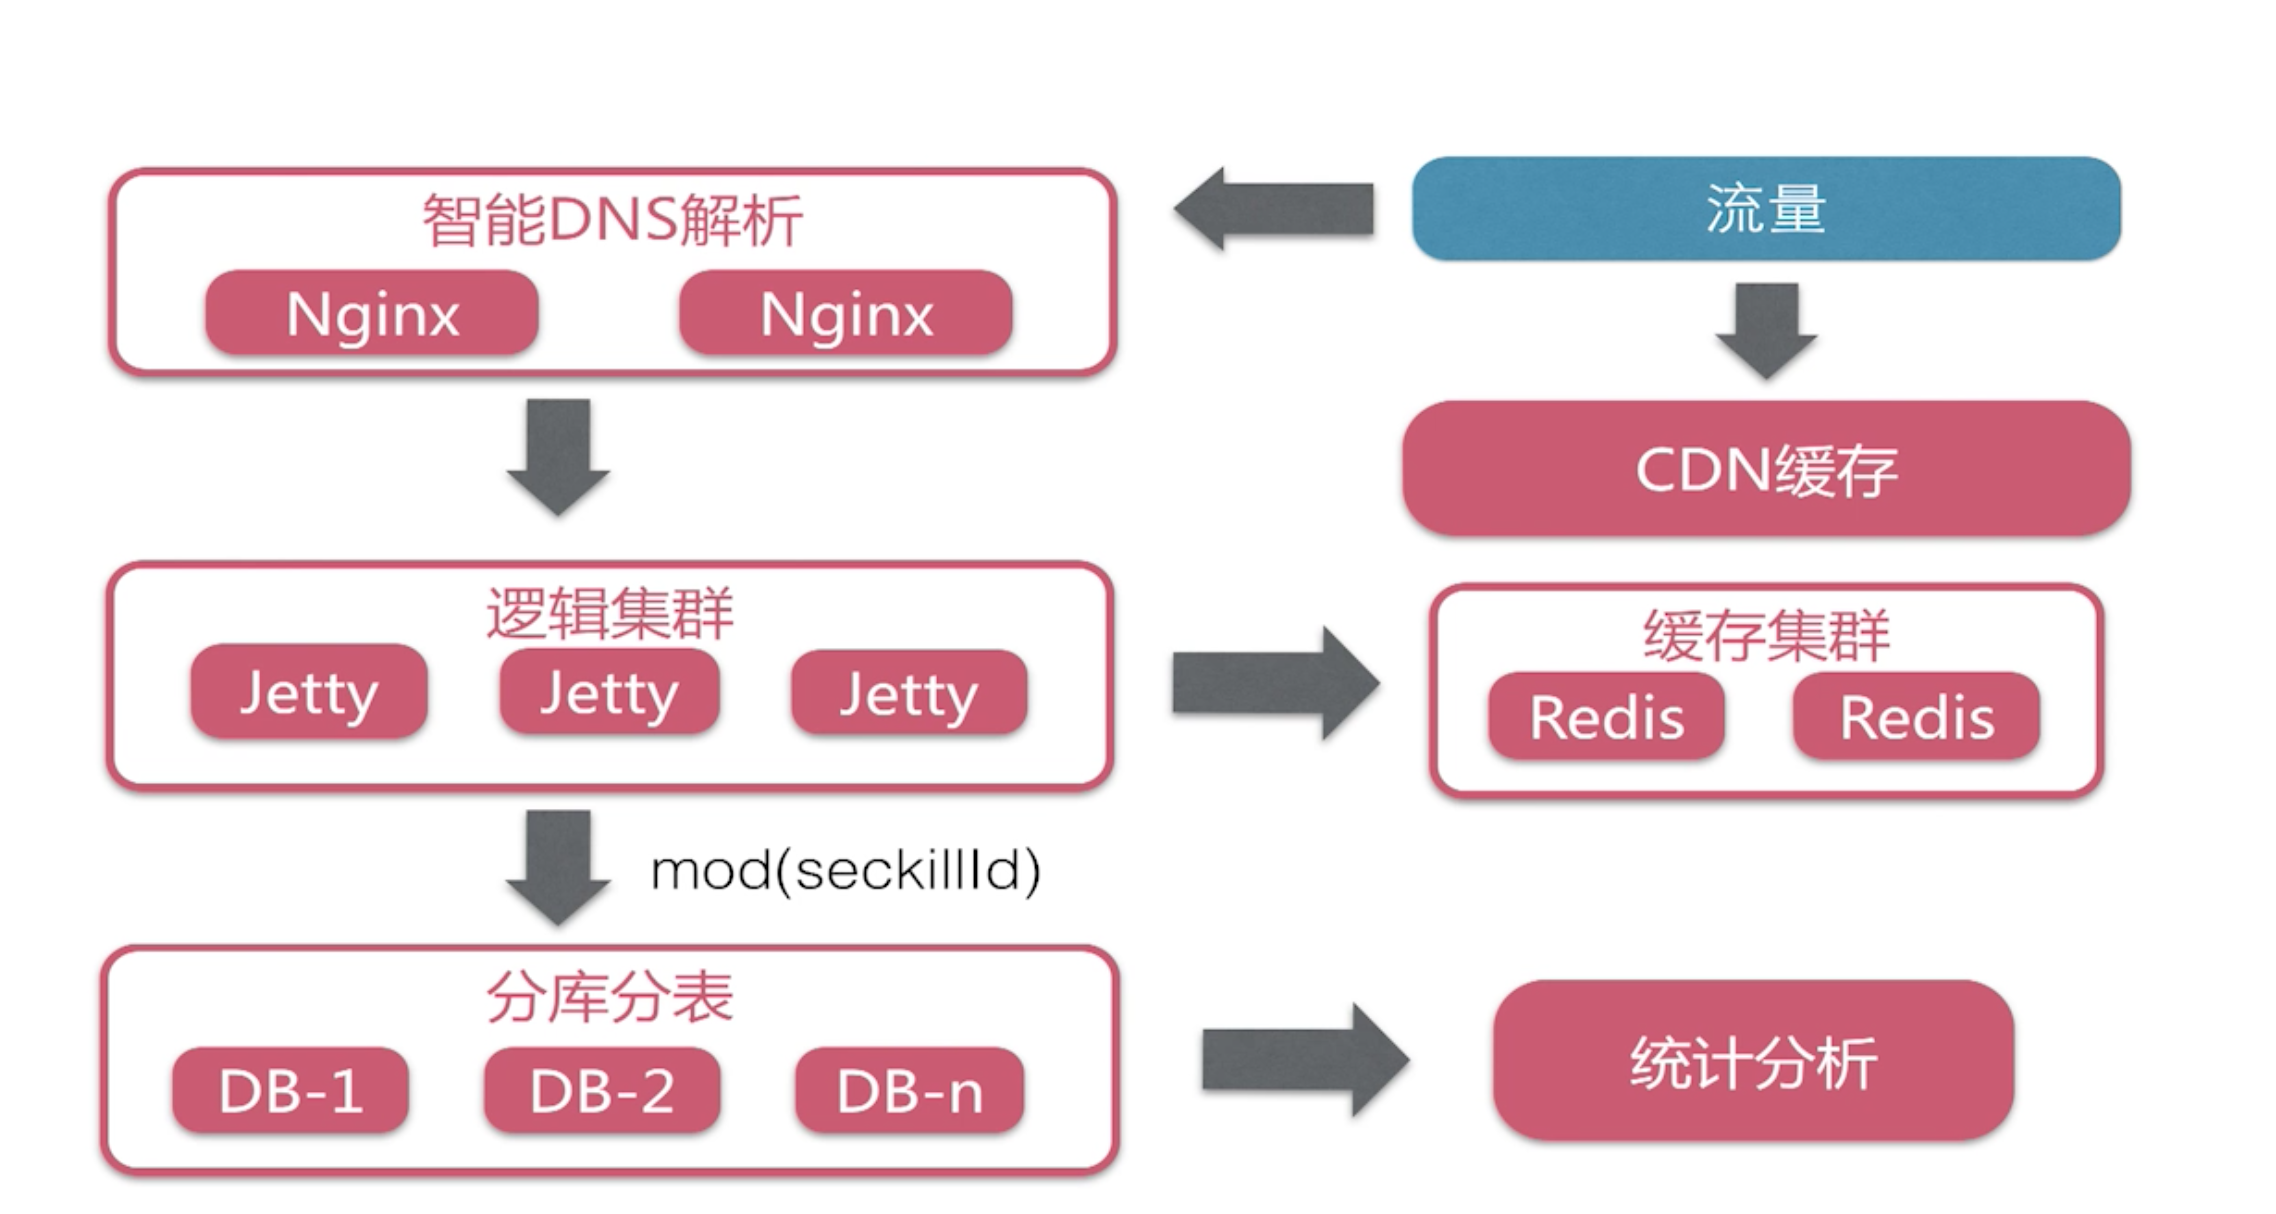 流量
智能DNS解析
Nginx Nginx
CDN缓存
逻辑集群
Jetty Jetty Jetty
缓存集群
Redis Redis
mod(seckillId)
分库分表
DB-1 DB-2 DB-n
统计分析